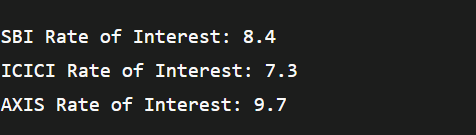 SBI Rate of Interest: 8.4
ICICI Rate of Interest: 7.3
AXIS Rate of Interest: 9.7